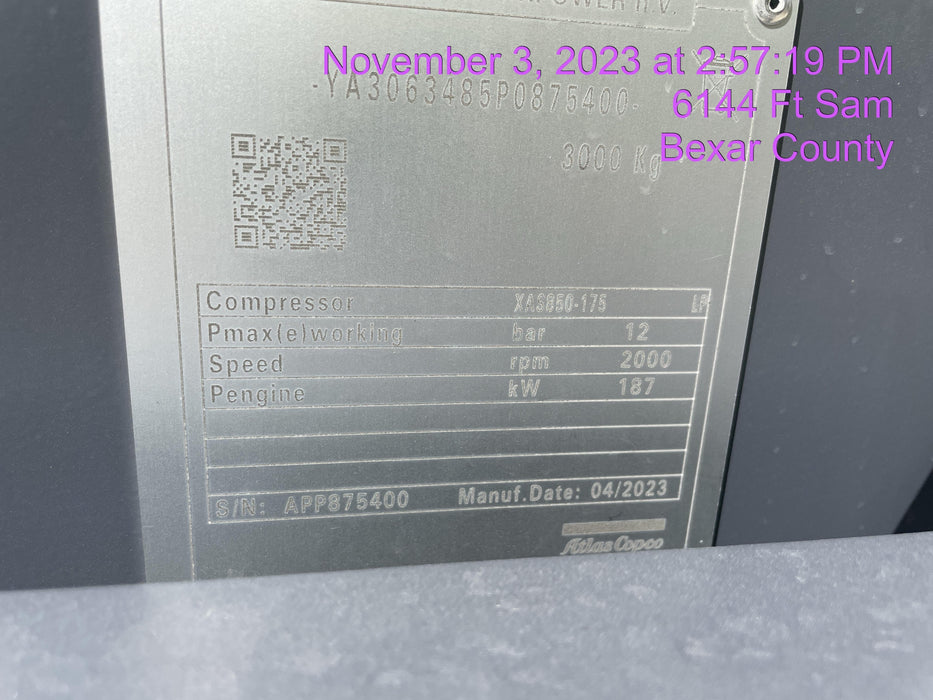 POWER N.V.
November 3, 2023 at 2:57:19 PM
-YA3063485P0875400-
6144 Ft Sam
3000 Kg
Bexar County
Compressor XAS850-175
Pmax(e)working bar 12
Speed rpm 2000
Pengine kW 187
S/N: APP875400 Manuf.Date: 04/2023
Atlas Copco